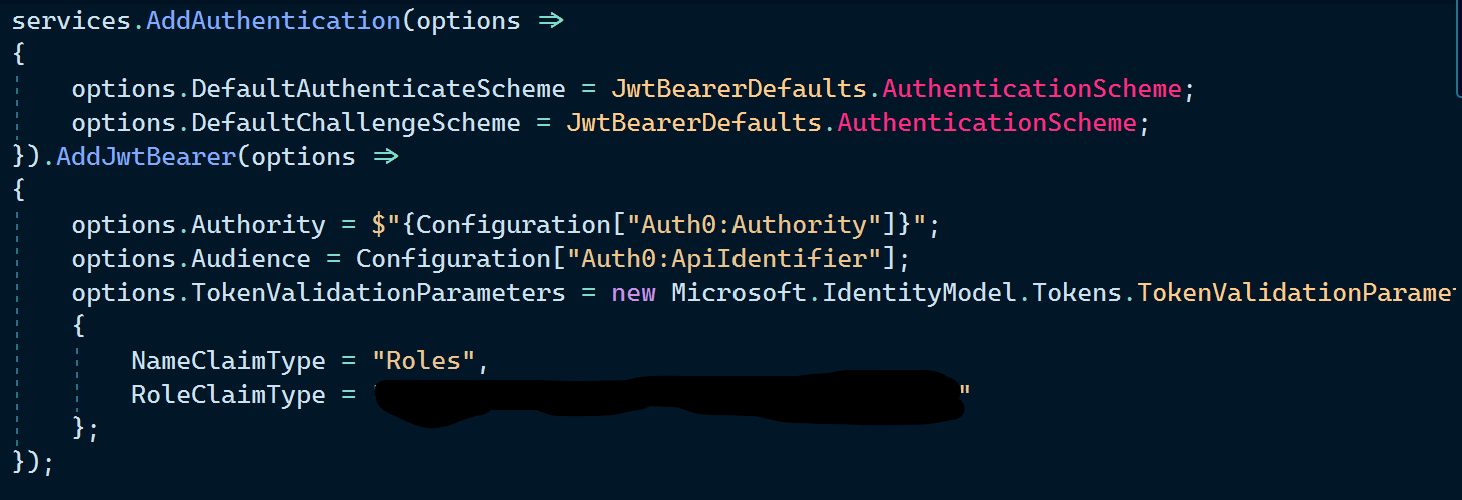 services.AddAuthentication(options =>
{
    options.DefaultAuthenticateScheme = JwtBearerDefaults.AuthenticationScheme;
    options.DefaultChallengeScheme = JwtBearerDefaults.AuthenticationScheme;
}).AddJwtBearer(options =>
{
    options.Authority = $"{Configuration["Auth0:Authority"]}";
    options.Audience = Configuration["Auth0:ApiIdentifier"];
    options.TokenValidationParameters = new Microsoft.IdentityModel.Tokens.TokenValidationParame
    {
        NameClaimType = "Roles",
        RoleClaimType = "
    };
});